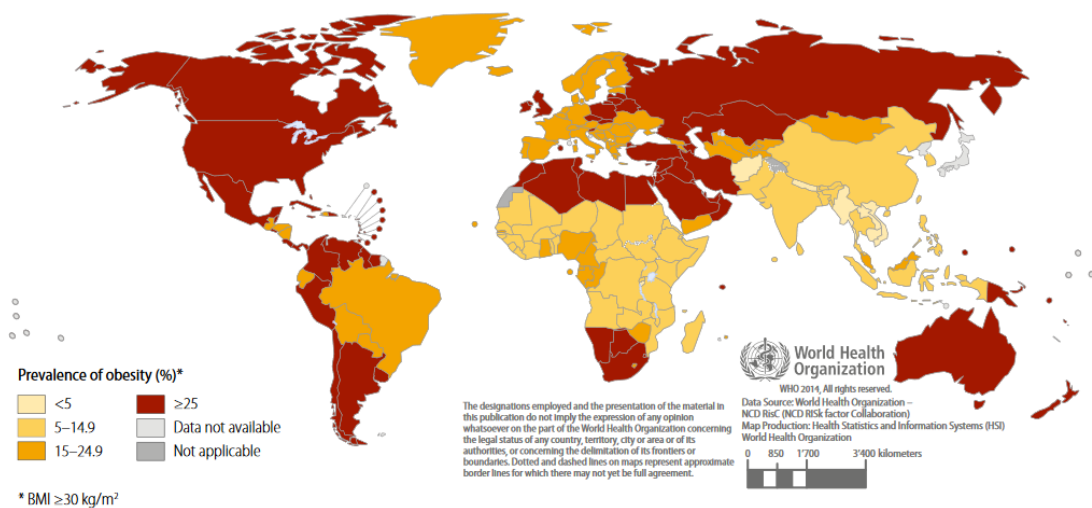 Prevalence of obesity (%)*
<5
5–14.9
15–24.9
≥25
Data not available
Not applicable
* BMI ≥30 kg/m²
The designations employed and the presentation of the material in
this publication do not imply the expression of any opinion
whatsoever on the part of the World Health Organization concerning
the legal status of any country, territory, city or area or of its
authorities, or concerning the delimitation of its frontiers or
boundaries. Dotted and dashed lines on maps represent approximate
border lines for which there may not yet be full agreement.
World Health
Organization
WHO 2014, All rights reserved.
Data Source: World Health Organization –
NCD RisC (NCD RISk factor Collaboration)
Map Production: Health Statistics and Information Systems (HSI)
World Health Organization
0 850 1'700 3'400 kilometers